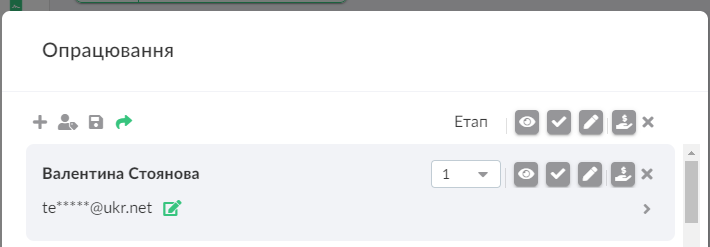 Опрацювання
Етап
Валентина Стоянова
1
te*****@ukr.net